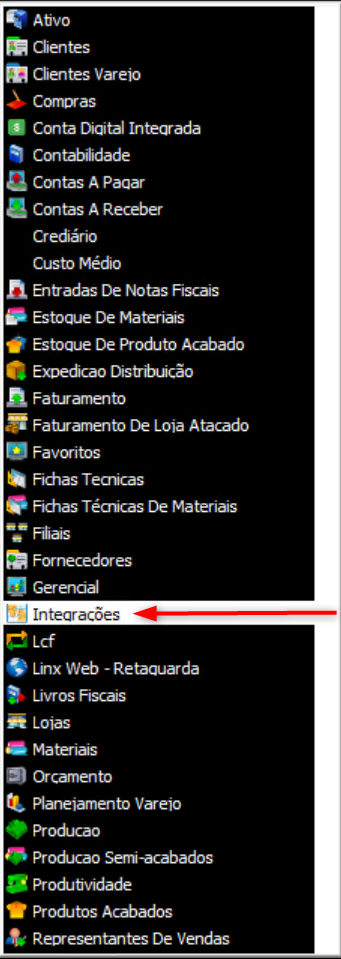 Ativo
Clientes
Clientes Varejo
Compras
Conta Digital Integrada
Contabilidade
Contas A Pagar
Contas A Receber
Crediário
Custo Médio
Entradas De Notas Fiscais
Estoque De Materiais
Estoque De Produto Acabado
Expedicao Distribuição
Faturamento
Faturamento De Loja Atacado
Favoritos
Fichas Tecnicas
Fichas Técnicas De Materiais
Filiais
Fornecedores
Gerencial
Integrações
Lcf
Linx Web - Retaguarda
Livros Fiscais
Lojas
Materiais
Orçamento
Planejamento Varejo
Producao
Producao Semi-acabados
Produtividade
Produtos Acabados
Representantes De Vendas